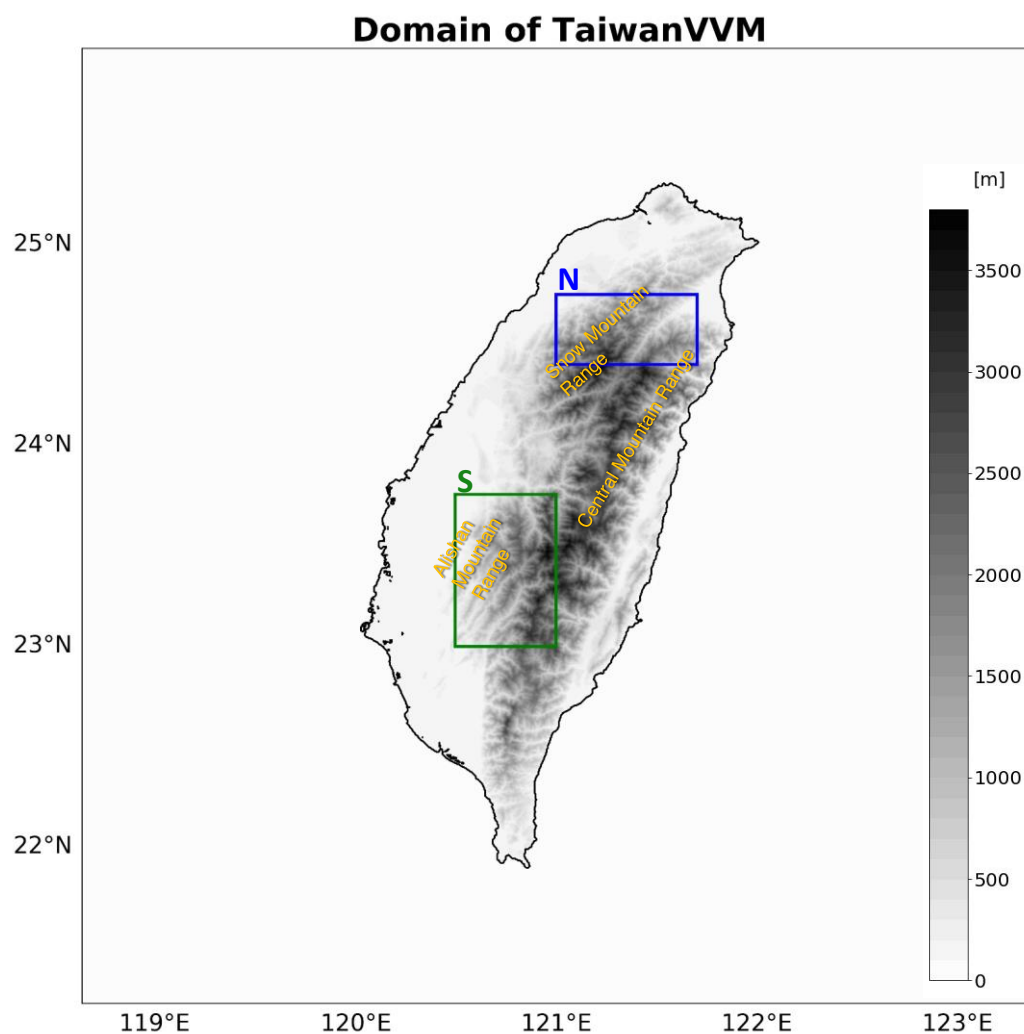 Domain of TaiwanVVM
[m]
25°N
24°N
23°N
22°N
N
Snow Mountain
Range
Central Mountain Range
S
Alishan
Mountain
Range
3500
3000
2500
2000
1500
1000
500
0
119°E
120°E
121°E
122°E
123°E